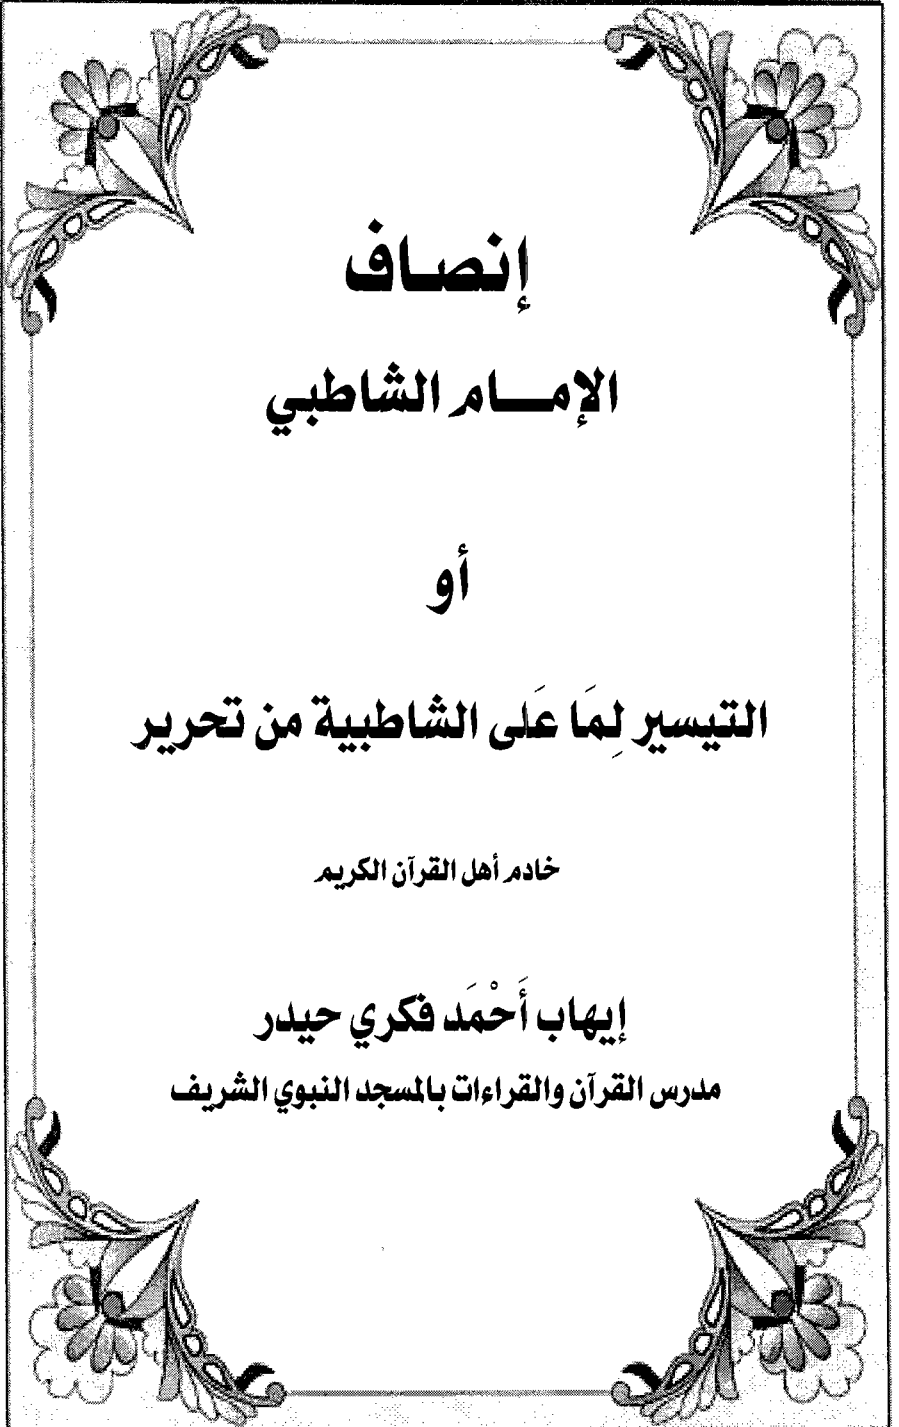 إنصاف
الإمام الشاطبي
أو
التيسير لِمَا عَلى الشاطبية من تحرير
خادم أهل القرآن الكريم
إيهاب أَحْمَد فكري حيدر
مدرس القرآن والقراءات بالمسجد النبوي الشريف